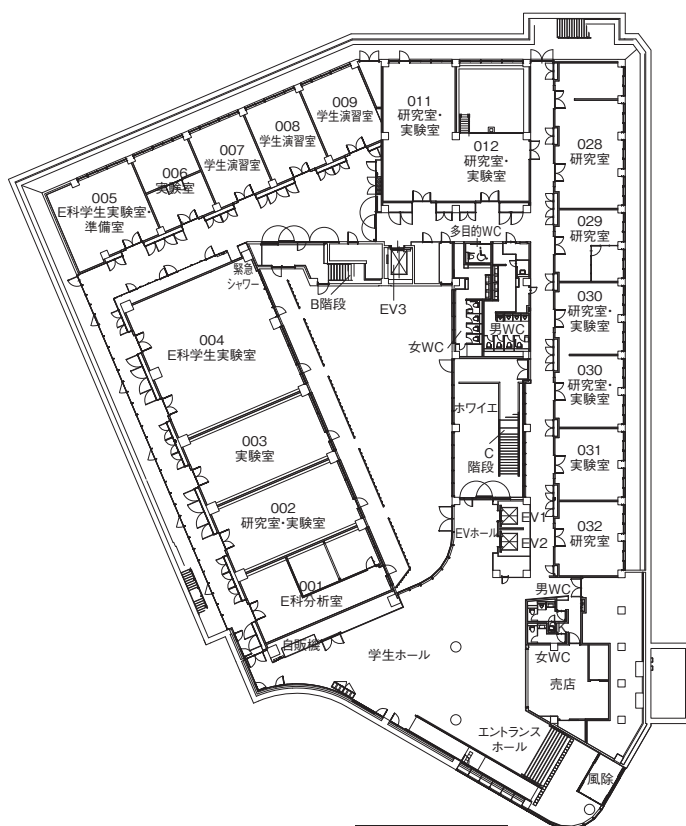 009
学生演習室
008
学生演習室
007
学生演習室
006
実験室
005
E科学生実験室・
準備室
011
研究室・
実験室
012
研究室・
実験室
028
研究室
029
研究室
030
研究室・
実験室
030
研究室・
実験室
031
実験室
032
研究室
多目的WC
緊急
シャワー
B階段
EV3
女WC
男WC
004
E科学生実験室
003
実験室
002
研究室・実験室
001
E科分析室
ホワイエ
C
階段
EVホール
EV1
EV2
男WC
女WC
売店
自販機
学生ホール
エントランス
ホール
風除